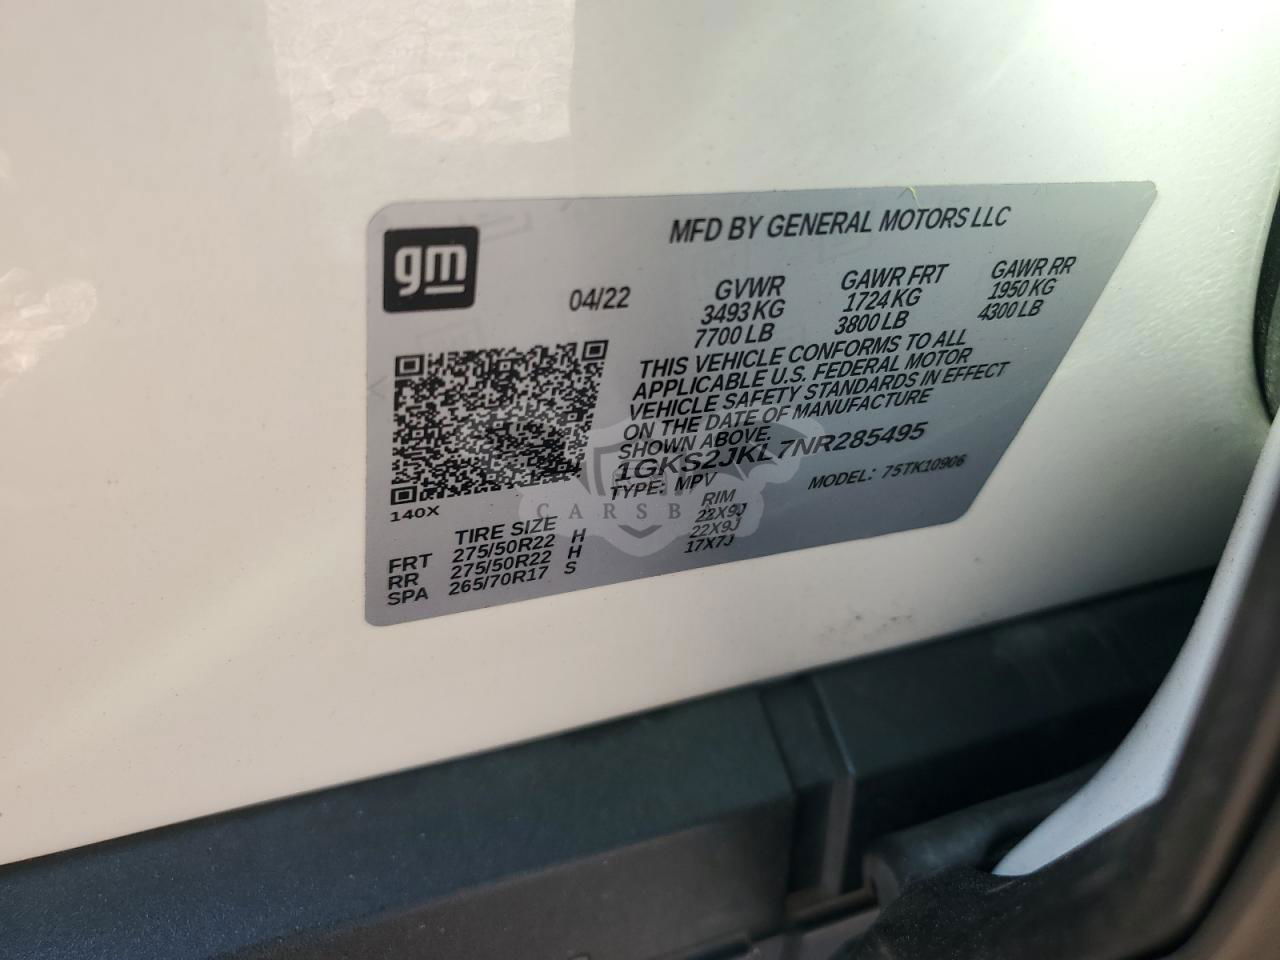 MFD BY GENERAL MOTORS LLC
gm
04/22
GVWR GAWR FRT GAWR RR
3493 KG 1724 KG 1950 KG
7700 LB 3800 LB 4300 LB
THIS VEHICLE CONFORMS TO ALL
APPLICABLE U.S. FEDERAL MOTOR
VEHICLE SAFETY STANDARDS IN EFFECT
ON THE DATE OF MANUFACTURE
SHOWN ABOVE.
1GKS2JKL7NR285495
TYPE: MPV MODEL: 75TK10906
140X
TIRE SIZE RIM
FRT 275/50R22 H 22X9J
RR 275/50R22 H 22X9J
SPA 265/70R17 S 17X7J